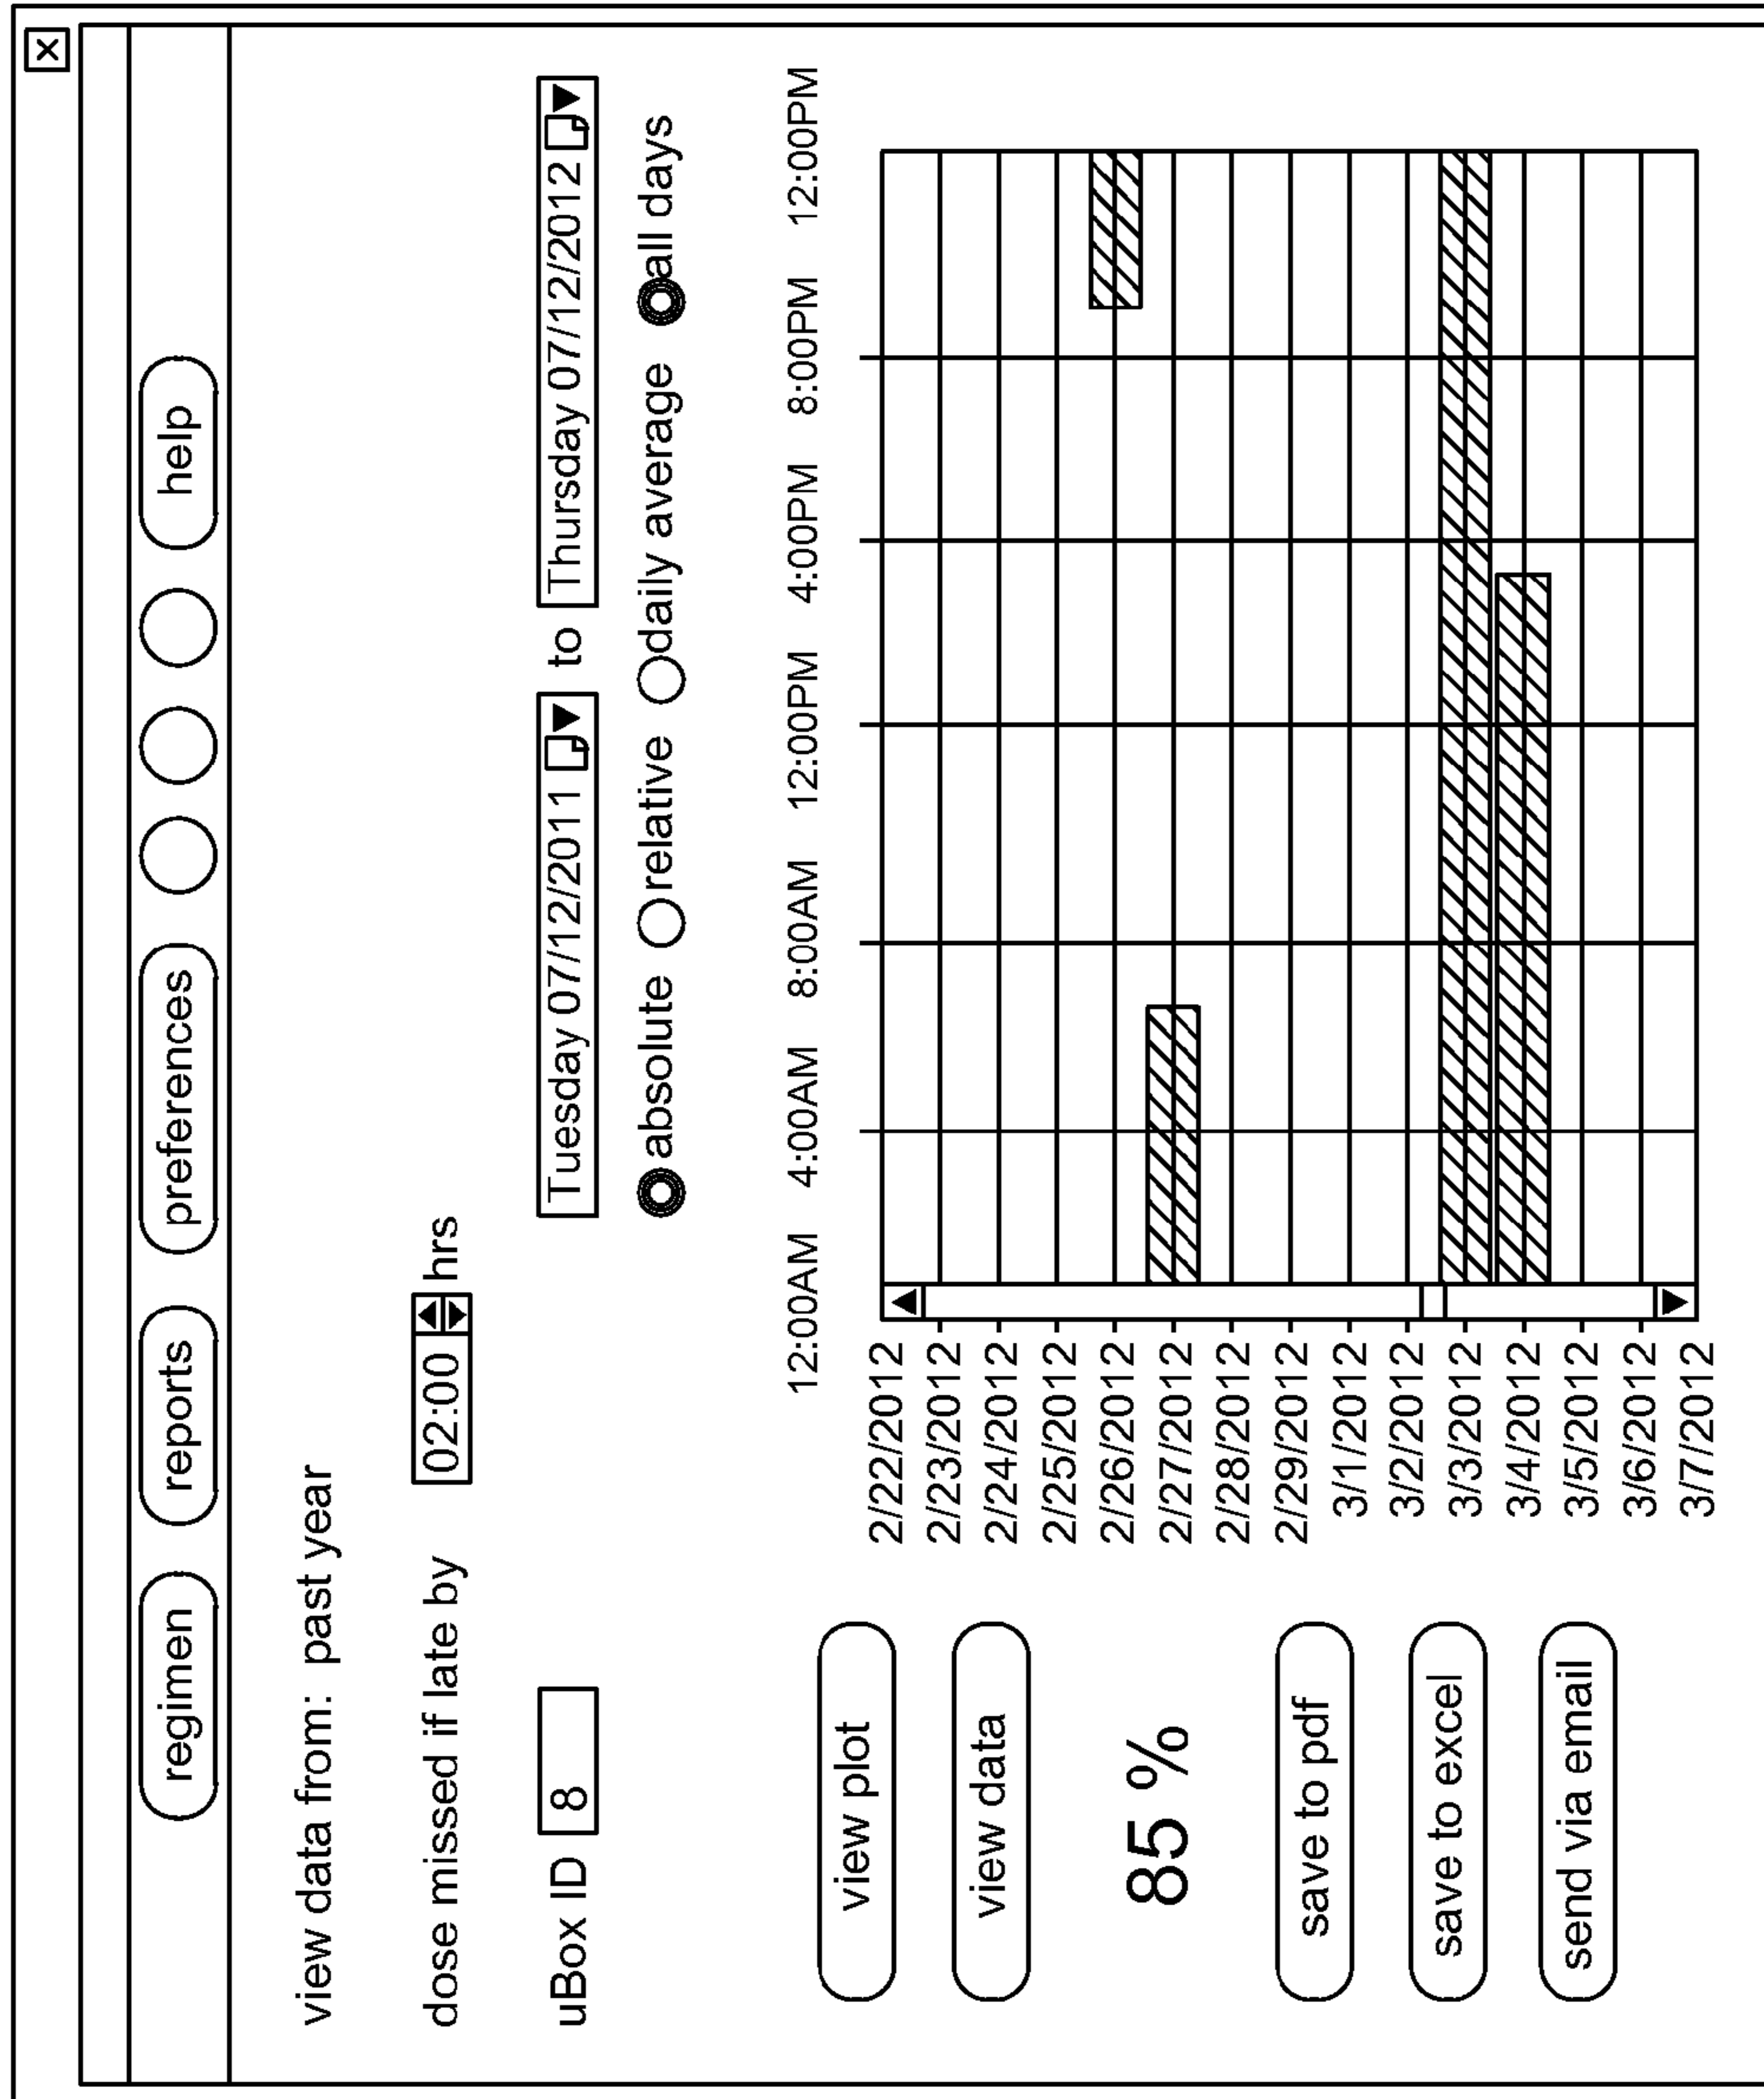 X
regimen reports preferences help
view data from: past year
dose missed if late by 02:00 hrs
uBox ID 8 Tuesday 07/12/2011 to Thursday 07/12/2012
absolute relative daily average all days
12:00AM 4:00AM 8:00AM 12:00PM 4:00PM 8:00PM 12:00PM
view plot
view data
85 %
save to pdf
save to excel
send via email
2/22/2012
2/23/2012
2/24/2012
2/25/2012
2/26/2012
2/27/2012
2/28/2012
2/29/2012
3/1/2012
3/2/2012
3/3/2012
3/4/2012
3/5/2012
3/6/2012
3/7/2012